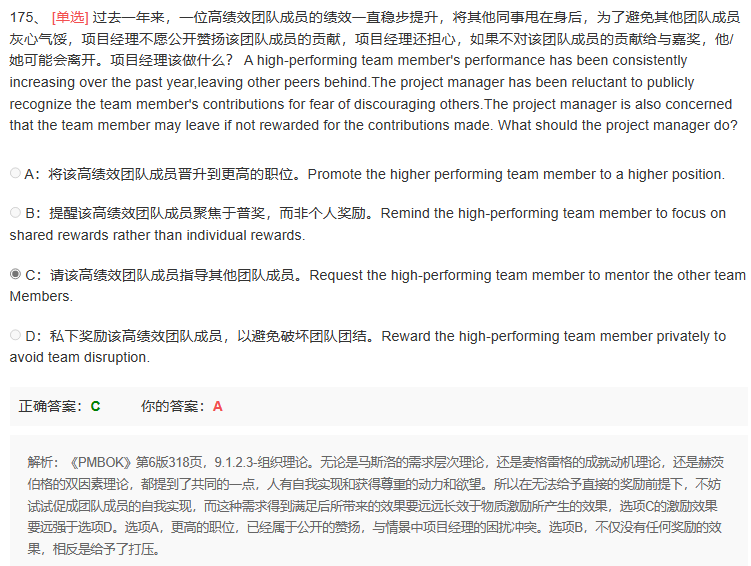 175、 [单选] 过去一年来，一位高绩效团队成员的绩效一直稳步提升，将其他同事甩在身后，为了避免其他团队成员
灰心气馁，项目经理不愿公开赞扬该团队成员的贡献，项目经理还担心，如果不对该团队成员的贡献给与嘉奖，他/
她可能会离开。项目经理该做什么？ A high-performing team member's performance has been consistently
increasing over the past year,leaving other peers behind.The project manager has been reluctant to publicly
recognize the team member's contributions for fear of discouraging others.The project manager is also concerned
that the team member may leave if not rewarded for the contributions made. What should the project manager do?
A：将该高绩效团队成员晋升到更高的职位。Promote the higher performing team member to a higher position.
B：提醒该高绩效团队成员聚焦于普奖，而非个人奖励。Remind the high-performing team member to focus on
shared rewards rather than individual rewards.
C：请该高绩效团队成员指导其他团队成员。Request the high-performing team member to mentor the other team
Members.
D：私下奖励该高绩效团队成员，以避免破坏团队团结。Reward the high-performing team member privately to
avoid team disruption.
正确答案：C 你的答案：A
解析：《PMBOK》第6版318页，9.1.2.3-组织理论。无论是马斯洛的需求层次理论，还是麦格雷格的成就动机理论，还是赫茨
伯格的双因素理论，都提到了共同的一点，人有自我实现和获得尊重的动力和欲望。所以在无法给予直接的奖励前提下，不妨
试试促成团队成员的自我实现，而这种需求得到满足后所带来的效果要远远长效于物质激励所产生的效果，选项C的激励效果
要远强于选项D。选项A，更高的职位，已经属于公开的赞扬，与情景中项目经理的困扰冲突。选项B，不仅没有任何奖励的效
果，相反是给予了打压。